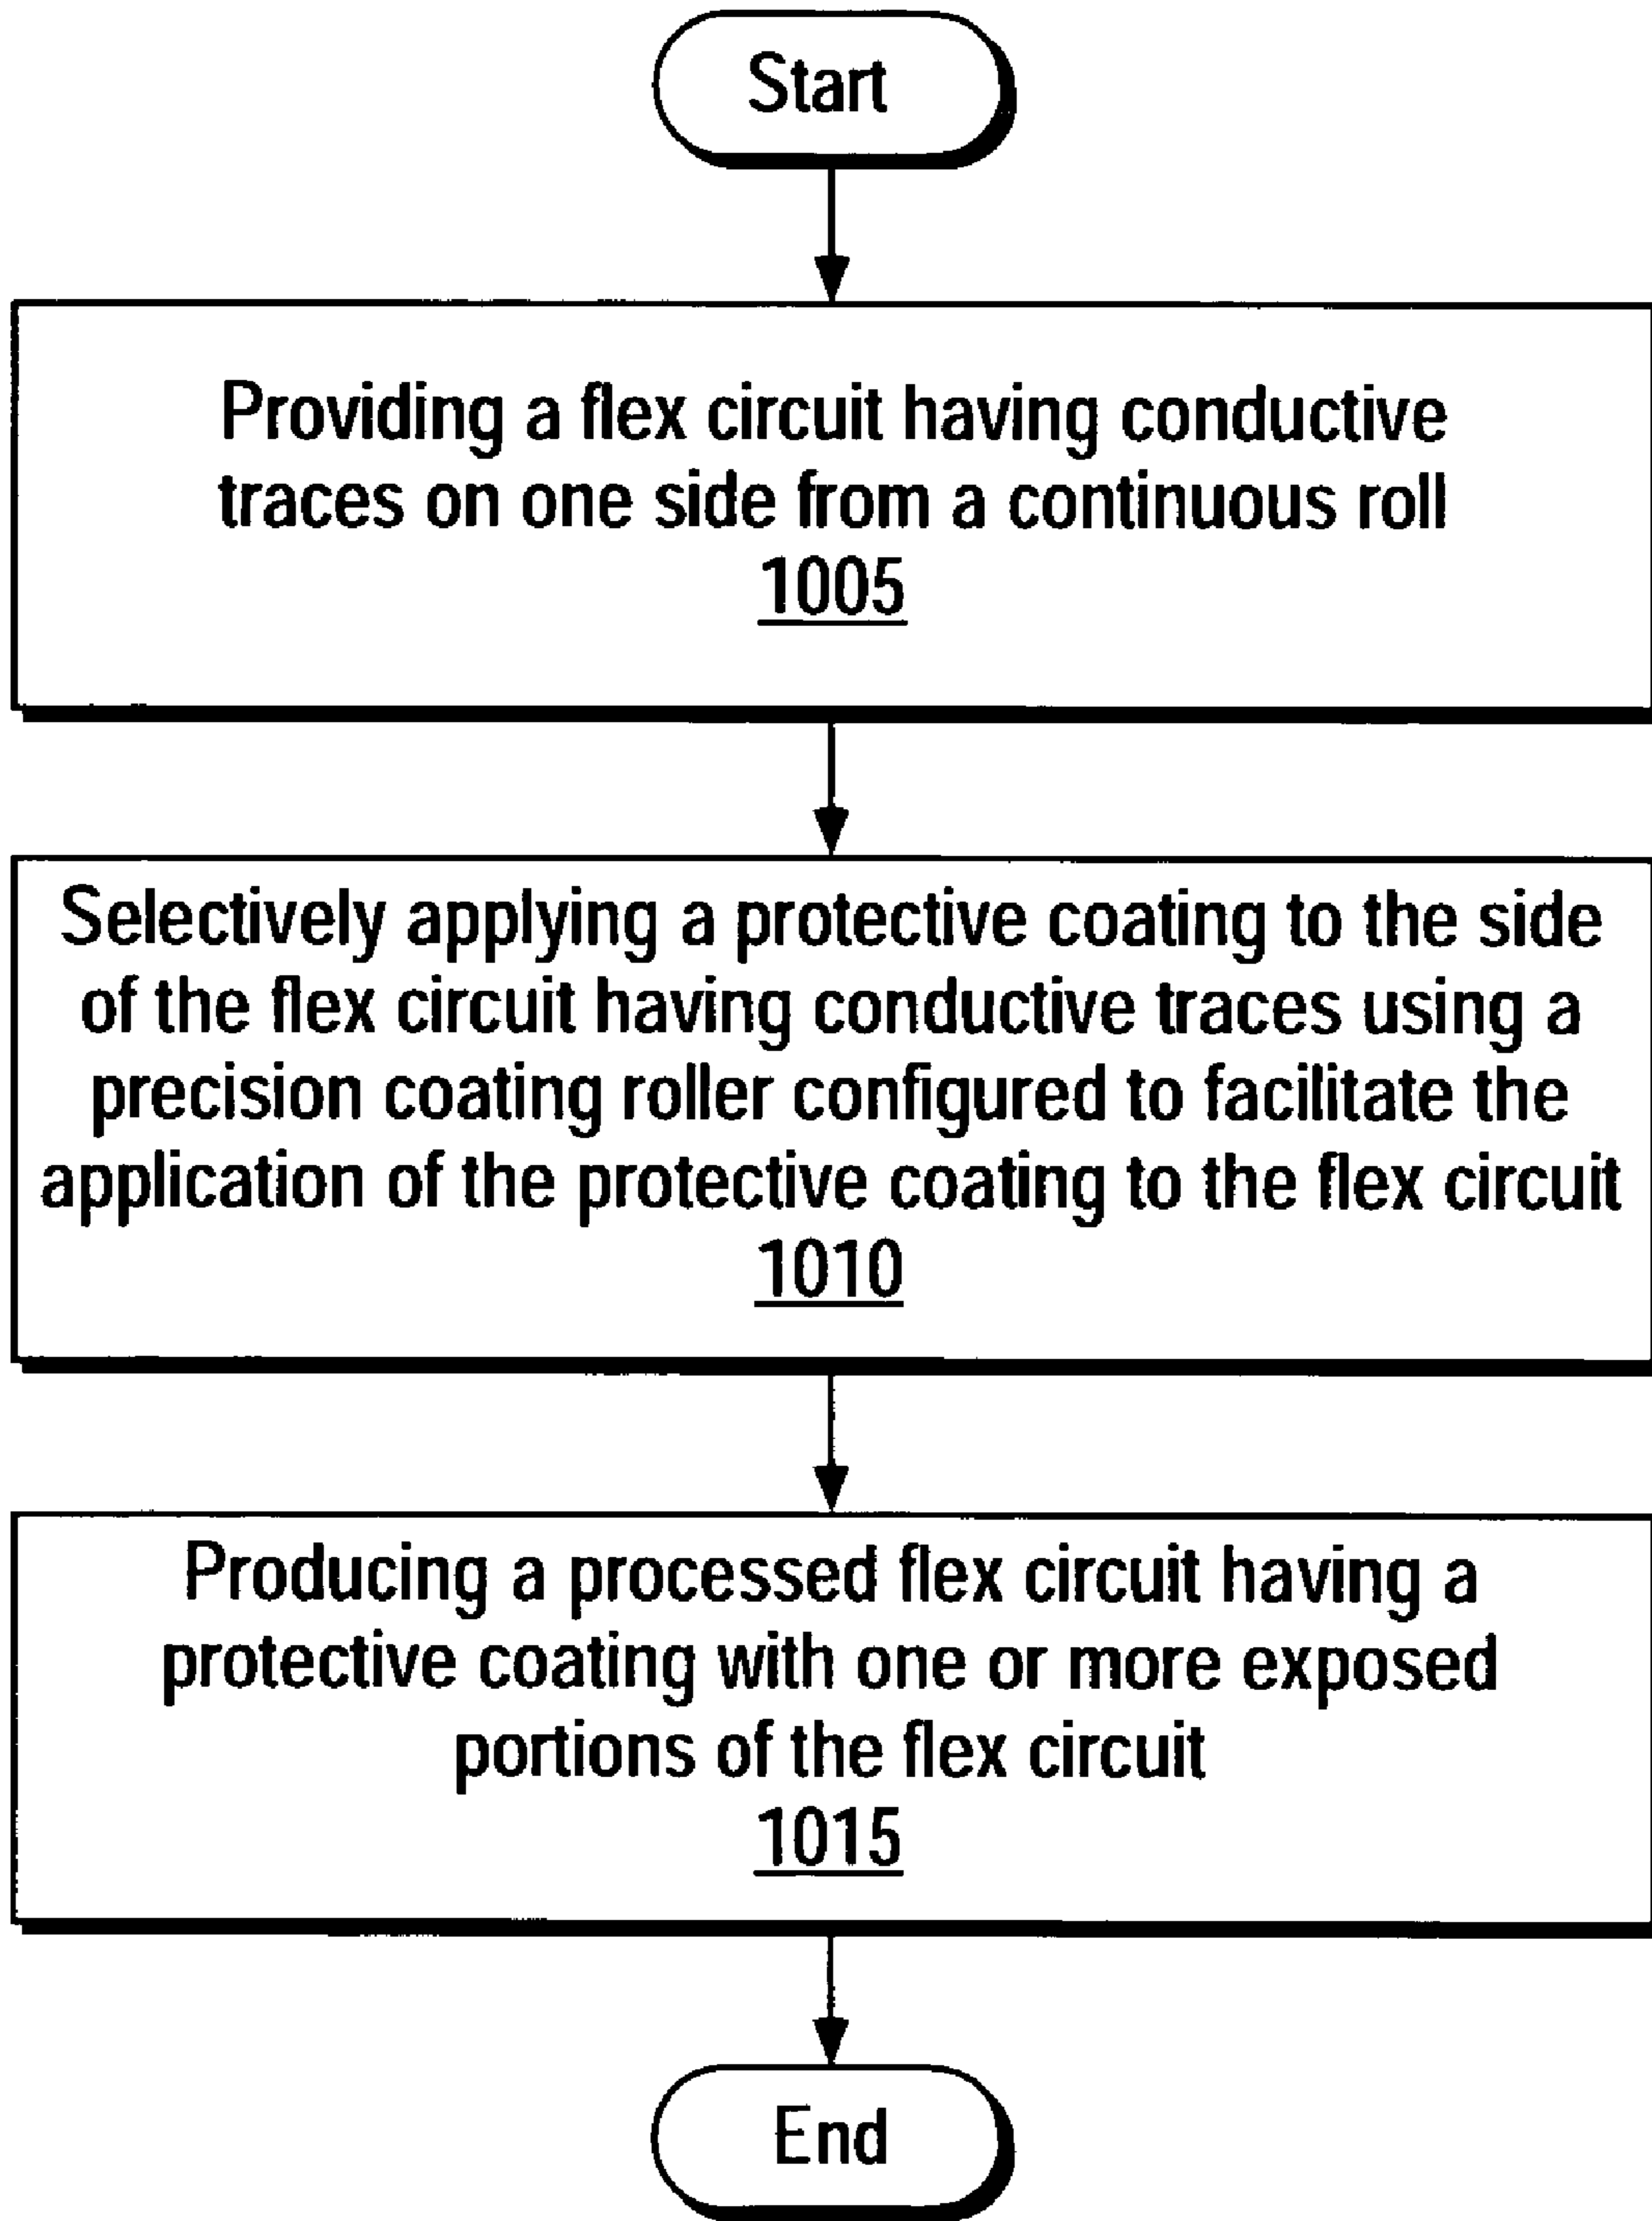 Start
Providing a flex circuit having conductive
traces on one side from a continuous roll
1005
Selectively applying a protective coating to the side
of the flex circuit having conductive traces using a
precision coating roller configured to facilitate the
application of the protective coating to the flex circuit
1010
Producing a processed flex circuit having a
protective coating with one or more exposed
portions of the flex circuit
1015
End